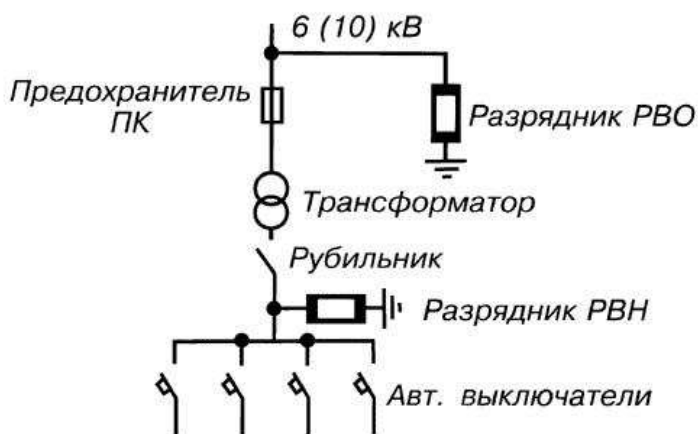 6 (10) кВ
Предохранитель
ПК
Разрядник РВО
Трансформатор
Рубильник
Разрядник РВН
Авт. выключатели